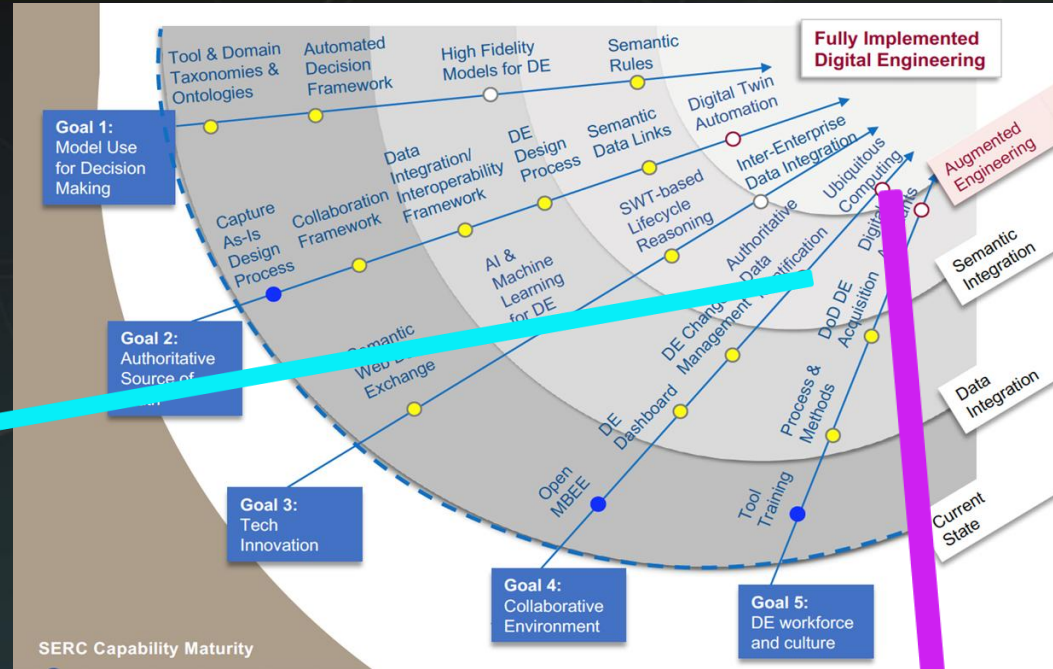 Fully Implemented
Digital Engineering
Tool & Domain
Taxonomies &
Ontologies
Automated
Decision
Framework
High Fidelity
Models for DE
Semantic
Rules
Goal 1:
Model Use
for Decision
Making
Capture
As-Is
Design
Process
Collaboration
Framework
Data
Integration/
Interoperability
Framework
DE
Design
Process
Semantic
Data Links
Digital Twin
Automation
Goal 2:
Authoritative
Source of
Semantic
Web
Exchange
AI &
Machine
Learning
for DE
SWT-based
Lifecycle
Reasoning
Inter-Enterprise
Data Integration
Goal 3:
Tech
Innovation
Open
MBEE
DE
Dashboard
DE Change
Management
Authoritative
Data
Ubiquitous
Computing
Goal 4:
Collaborative
Environment
Tool
Training
Process &
Methods
DoD DE
Acquisition
Digital
Goal 5:
DE workforce
and culture
Augmented
Engineering
Semantic
Integration
Data
Integration
Current
State
SERC Capability Maturity